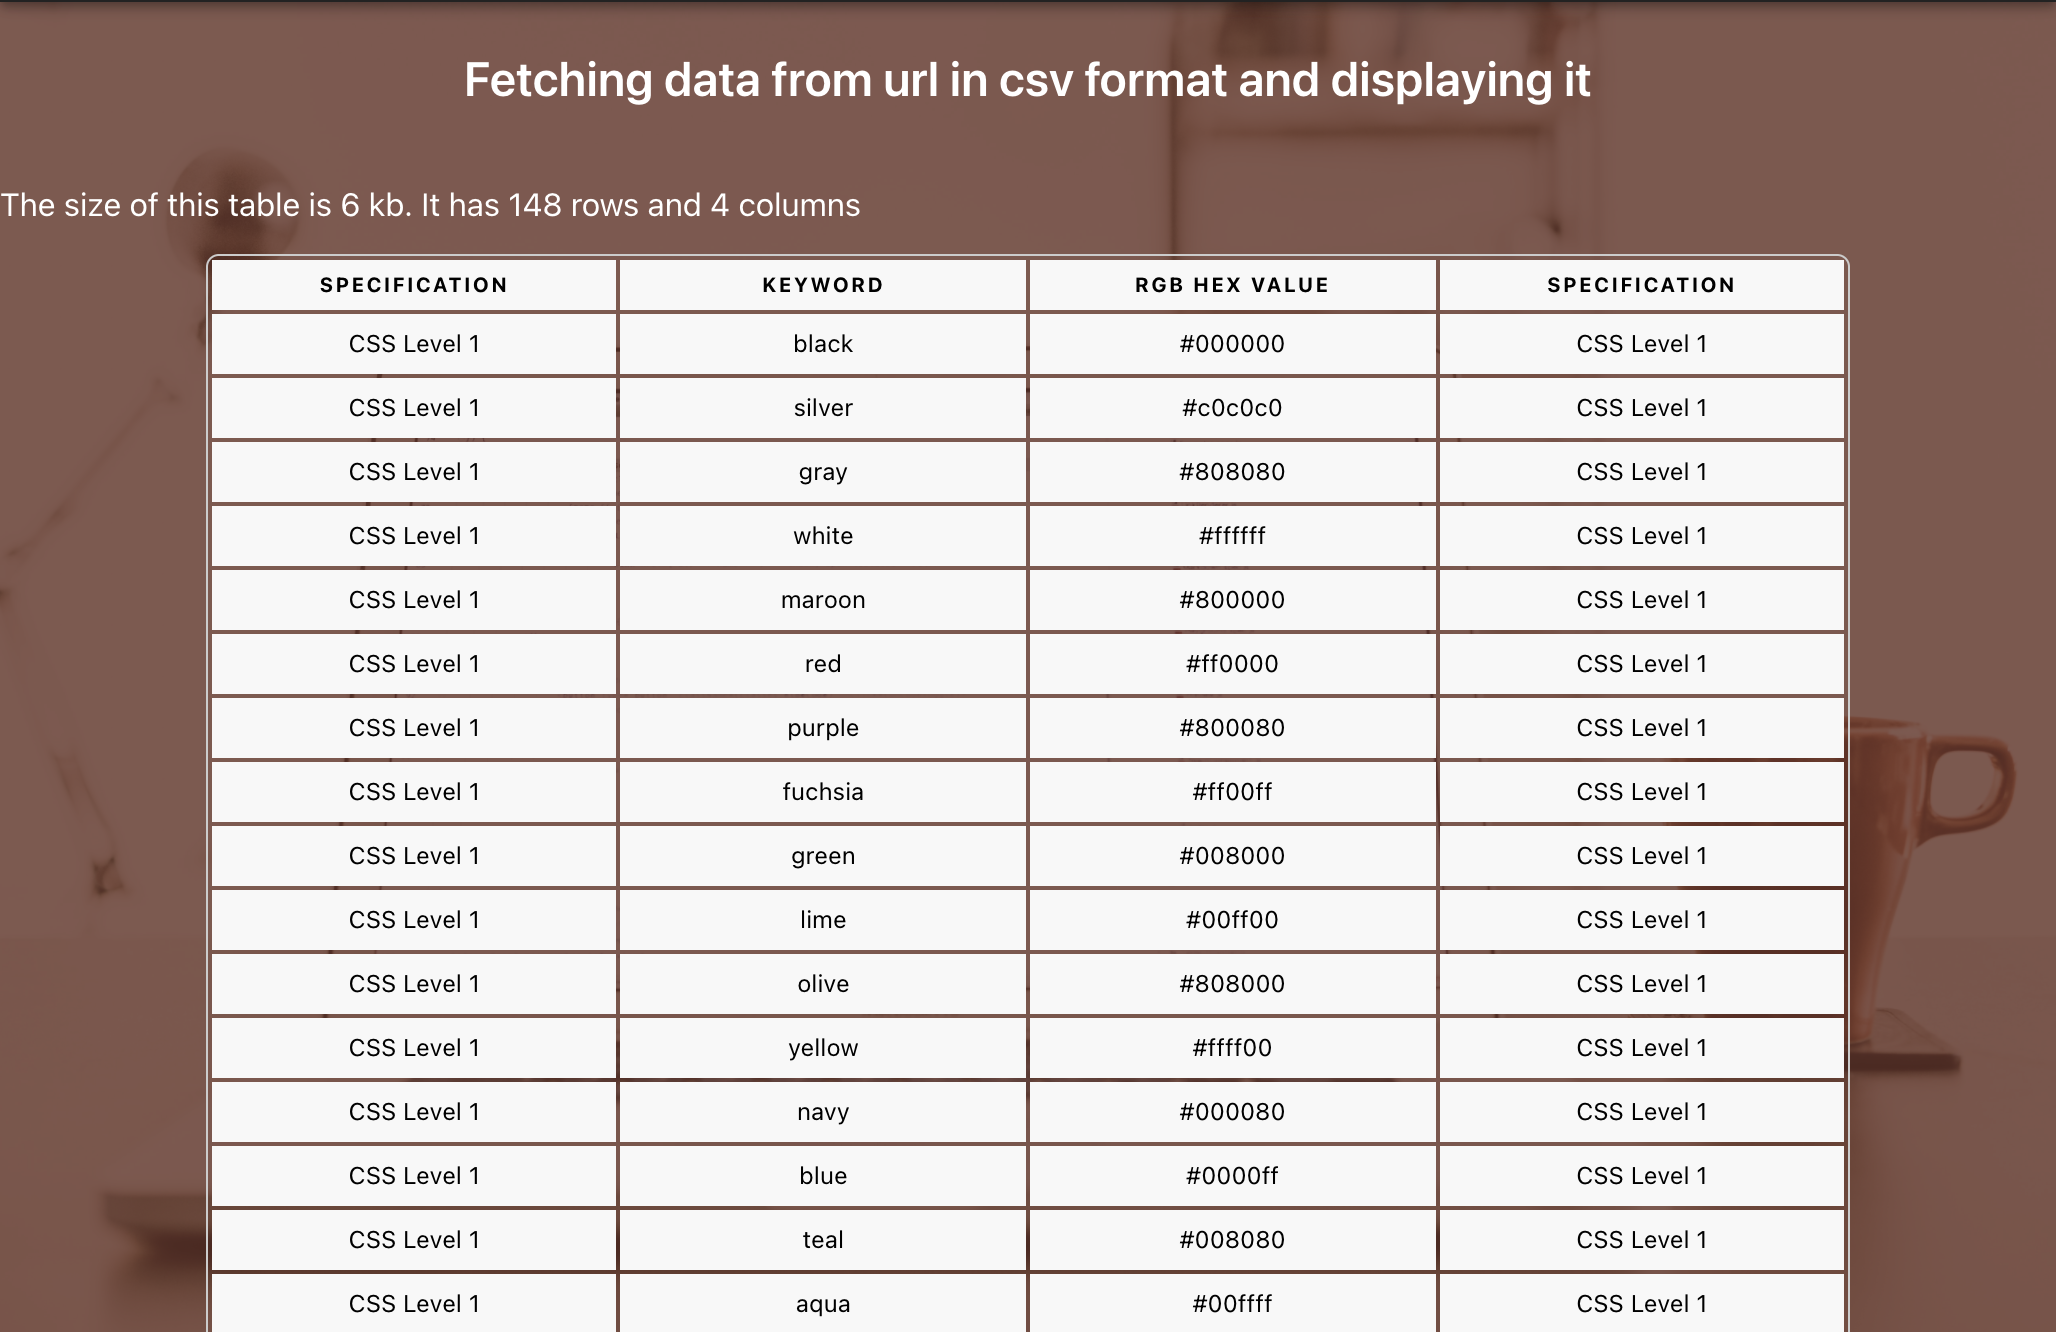 Fetching data from url in csv format and displaying it
The size of this table is 6 kb. It has 148 rows and 4 columns
SPECIFICATION KEYWORD RGB HEX VALUE SPECIFICATION
CSS Level 1 black #000000 CSS Level 1
CSS Level 1 silver #c0c0c0 CSS Level 1
CSS Level 1 gray #808080 CSS Level 1
CSS Level 1 white #ffffff CSS Level 1
CSS Level 1 maroon #800000 CSS Level 1
CSS Level 1 red #ff0000 CSS Level 1
CSS Level 1 purple #800080 CSS Level 1
CSS Level 1 fuchsia #ff00ff CSS Level 1
CSS Level 1 green #008000 CSS Level 1
CSS Level 1 lime #00ff00 CSS Level 1
CSS Level 1 olive #808000 CSS Level 1
CSS Level 1 yellow #ffff00 CSS Level 1
CSS Level 1 navy #000080 CSS Level 1
CSS Level 1 blue #0000ff CSS Level 1
CSS Level 1 teal #008080 CSS Level 1
CSS Level 1 aqua #00ffff CSS Level 1